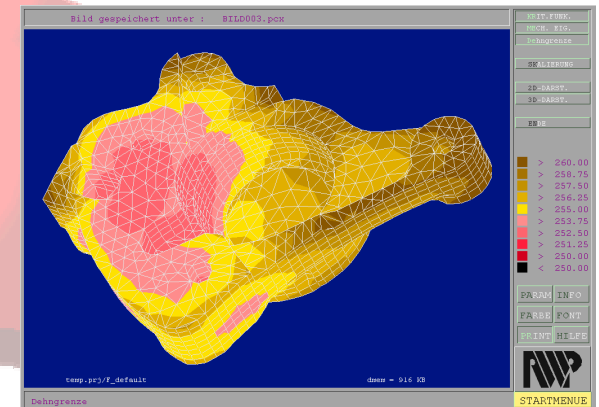 Bild gespeichert unter : BILD003.pcx
KRIT.FUNK.
MECH. EIG.
Dehngrenze
SKALIERUNG
2D-DARST.
3D-DARST.
ENDE
> 260.00
> 258.75
> 257.50
> 256.25
> 255.00
> 253.75
> 252.50
> 251.25
> 250.00
< 250.00
PARAM INFO
FARBE FONT
PRINT HILFE
RWP
temp.prj/F_default dmem = 916 KB
Dehngrenze STARTMENUE